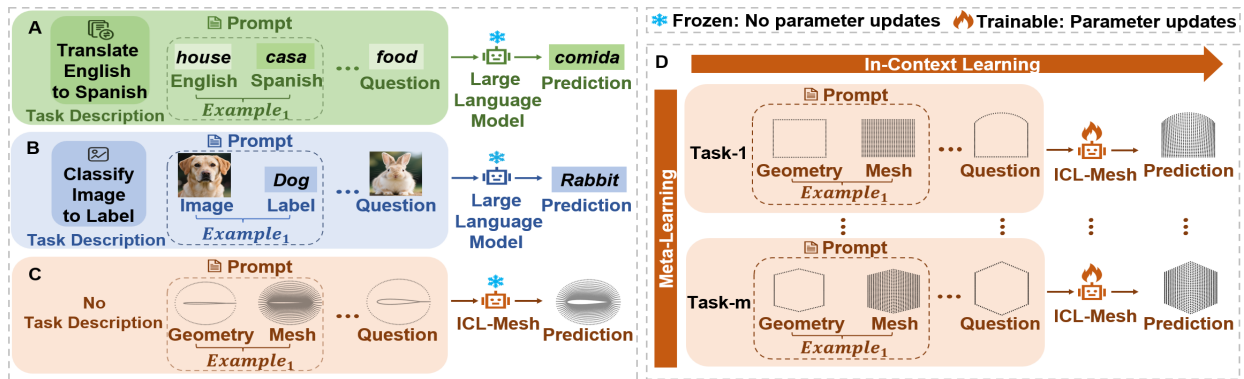 A
Translate
English
to Spanish
Task Description
Prompt
house
casa
English
Spanish
Example1
...
food
Question
Large
Language
Model
comida
Prediction
B
Classify
Image
to Label
Task Description
Prompt
Dog
Image
Label
Example1
...
Question
Large
Language
Model
Rabbit
Prediction
C
No
Task Description
Prompt
Geometry
Mesh
Example1
...
Question
ICL-Mesh
Prediction
Frozen: No parameter updates
Trainable: Parameter updates
D
In-Context Learning
Meta-Learning
Task-1
Prompt
Geometry
Mesh
Example1
...
Question
ICL-Mesh
Prediction
Task-m
Prompt
Geometry
Mesh
Example1
...
Question
ICL-Mesh
Prediction